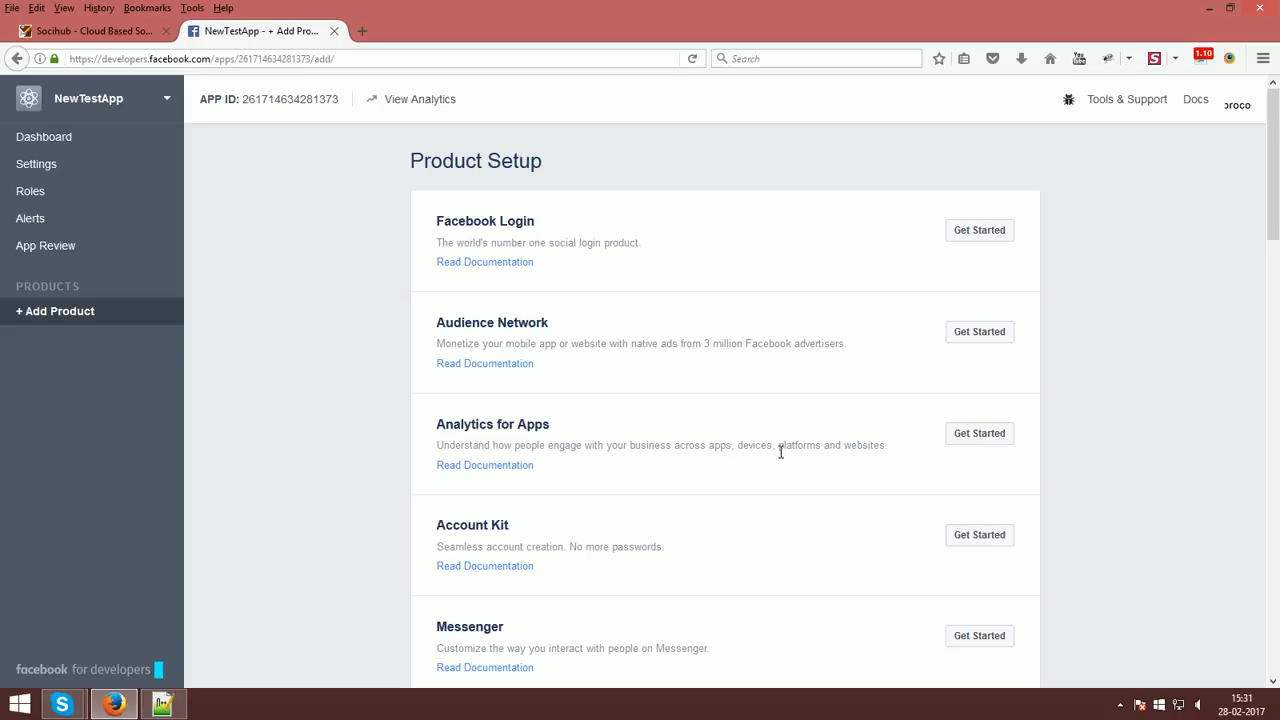 File Edit View History Bookmarks Tools Help
Socihub - Cloud Based So...
NewTestApp - + Add Pro...
https://developers.facebook.com/apps/261714634281373/add/
Search
1.10
NewTestApp
APP ID: 261714634281373
View Analytics
Tools & Support
Docs
proco
Dashboard
Settings
Roles
Alerts
App Review
PRODUCTS
+ Add Product
Product Setup
Facebook Login
The world's number one social login product.
Read Documentation
Get Started
Audience Network
Monetize your mobile app or website with native ads from 3 million Facebook advertisers.
Read Documentation
Get Started
Analytics for Apps
Understand how people engage with your business across apps, devices, platforms and websites.
Read Documentation
Get Started
Account Kit
Seamless account creation. No more passwords.
Read Documentation
Get Started
Messenger
Customize the way you interact with people on Messenger.
Read Documentation
Get Started
facebook for developers
15:31
28-02-2017